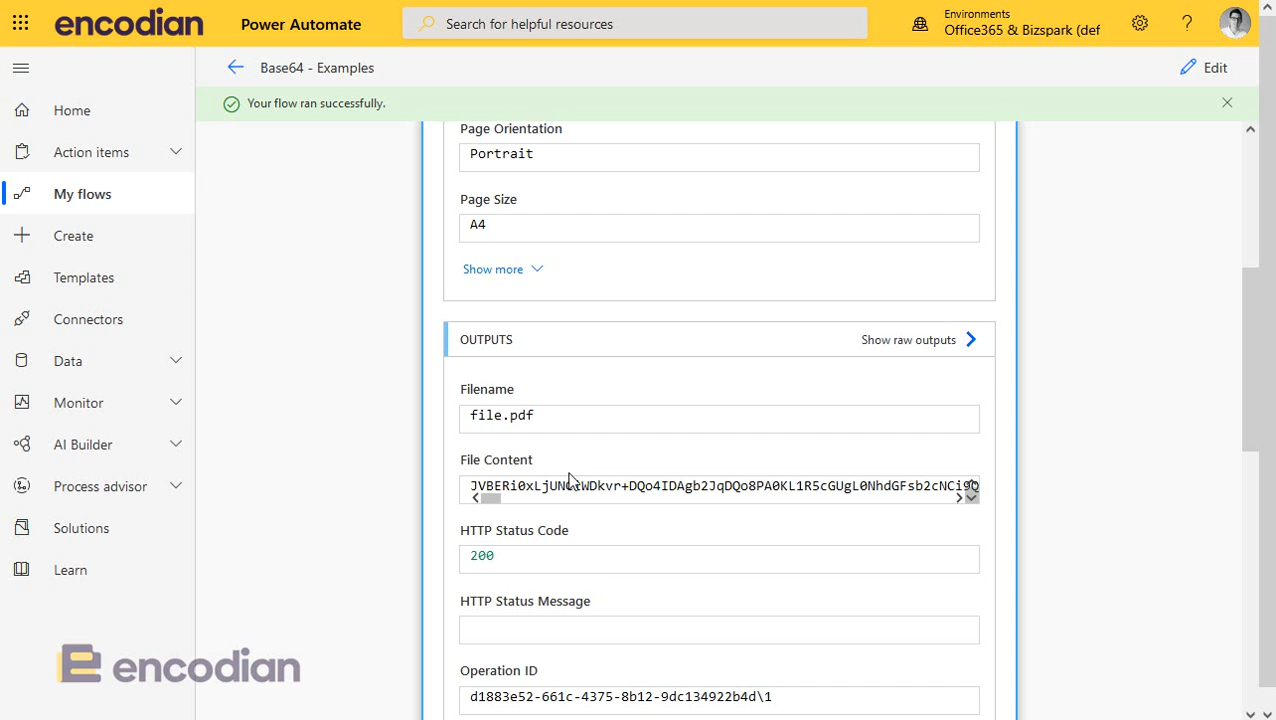 encodian
Power Automate
Search for helpful resources
Environments
Office365 & Bizspark (def
?
Base64 - Examples
Edit
Your flow ran successfully.
Home
Action items
My flows
Create
Templates
Connectors
Data
Monitor
AI Builder
Process advisor
Solutions
Learn
Page Orientation
Portrait
Page Size
A4
Show more
OUTPUTS
Show raw outputs
Filename
file.pdf
File Content
HTTP Status Code
200
HTTP Status Message
Operation ID
d1883e52-661c-4375-8b12-9dc134922b4d\1
encodian